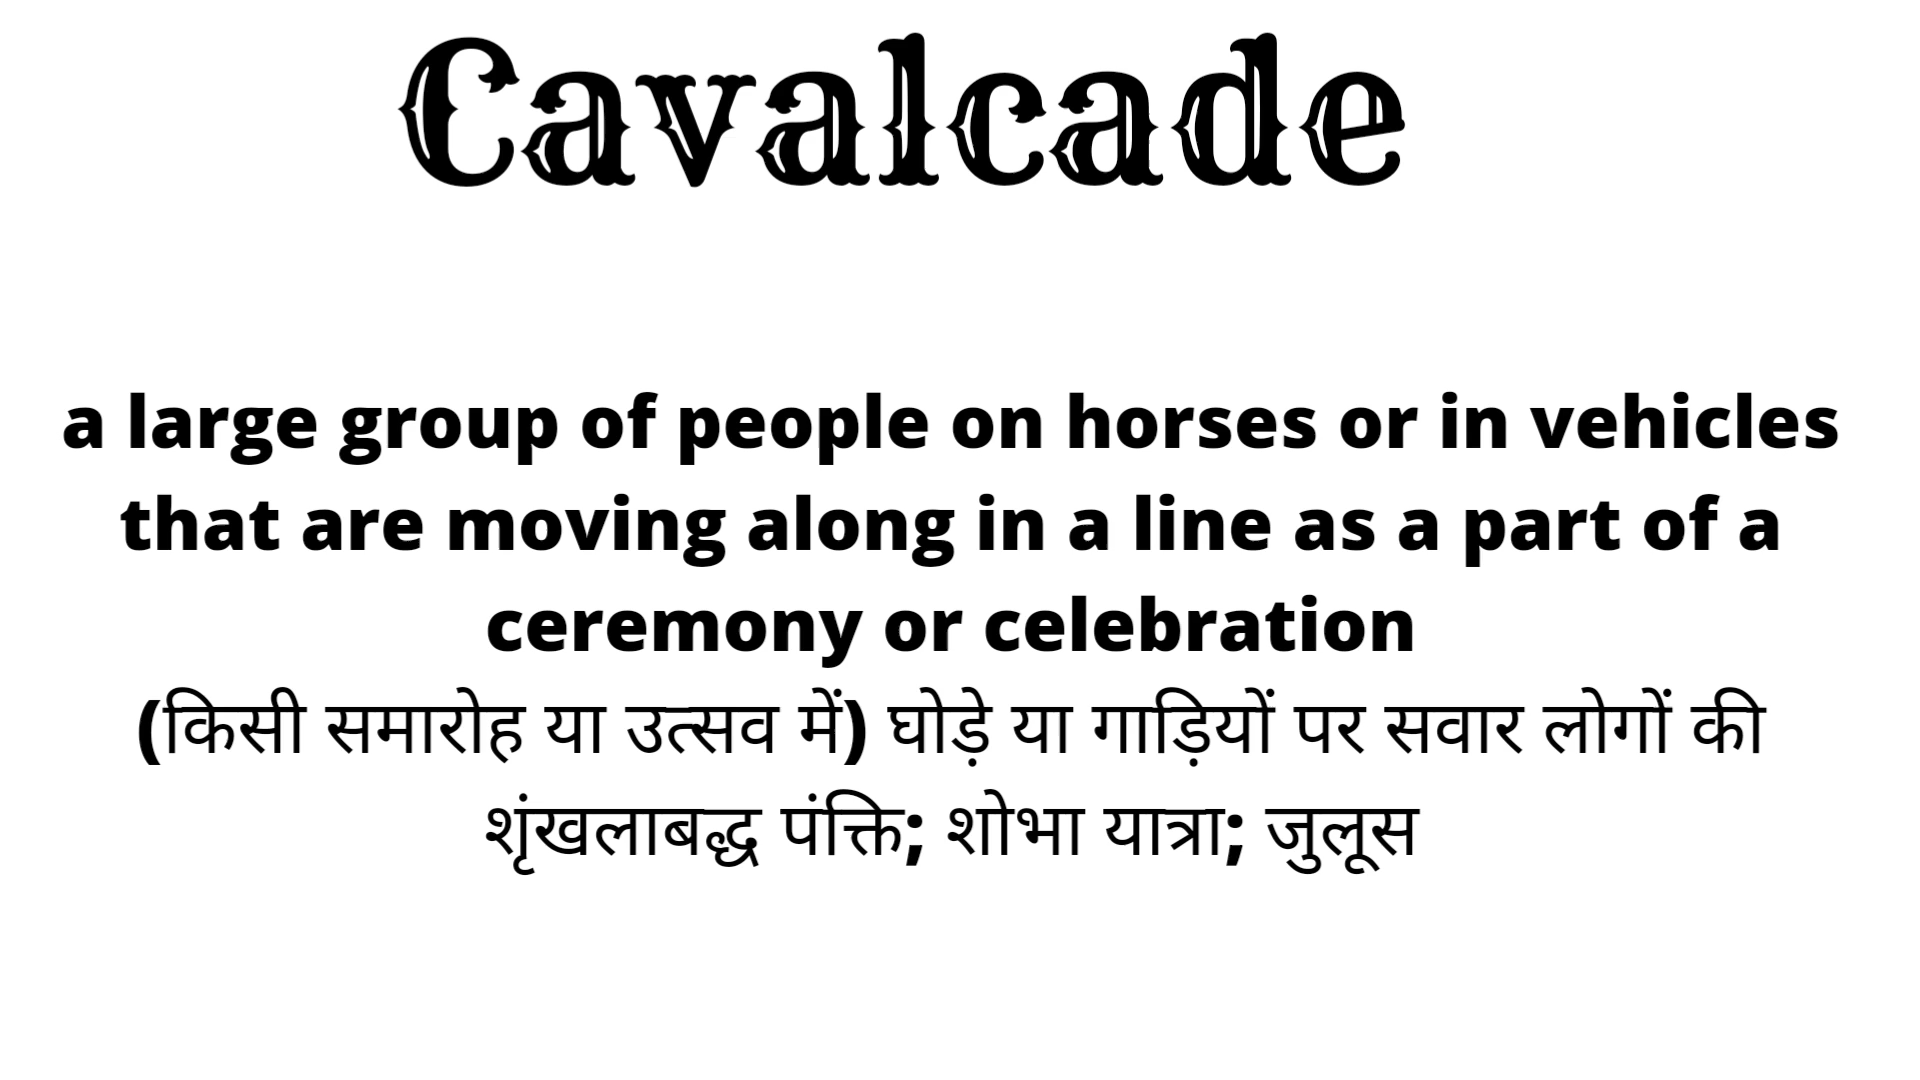 Cavalcade
a large group of people on horses or in vehicles
that are moving along in a line as a part of a
ceremony or celebration
(किसी समारोह या उत्सव में) घोड़े या गाड़ियों पर सवार लोगों की
शृंखलाबद्ध पंक्ति; शोभा यात्रा; जुलूस